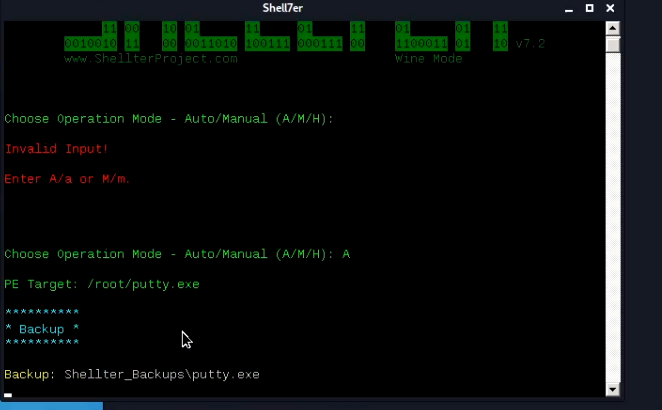 Shell7er
11 00 10 01 11 01 11 01 01 11
0010010 11 00 0011010 100111 000111 00 1100011 01 10 v7.2
www.ShellterProject.com Wine Mode
Choose Operation Mode - Auto/Manual (A/M/H):
Invalid Input!
Enter A/a or M/m.
Choose Operation Mode - Auto/Manual (A/M/H): A
PE Target: /root/putty.exe
**********
* Backup *
**********
Backup: Shellter_Backups\putty.exe